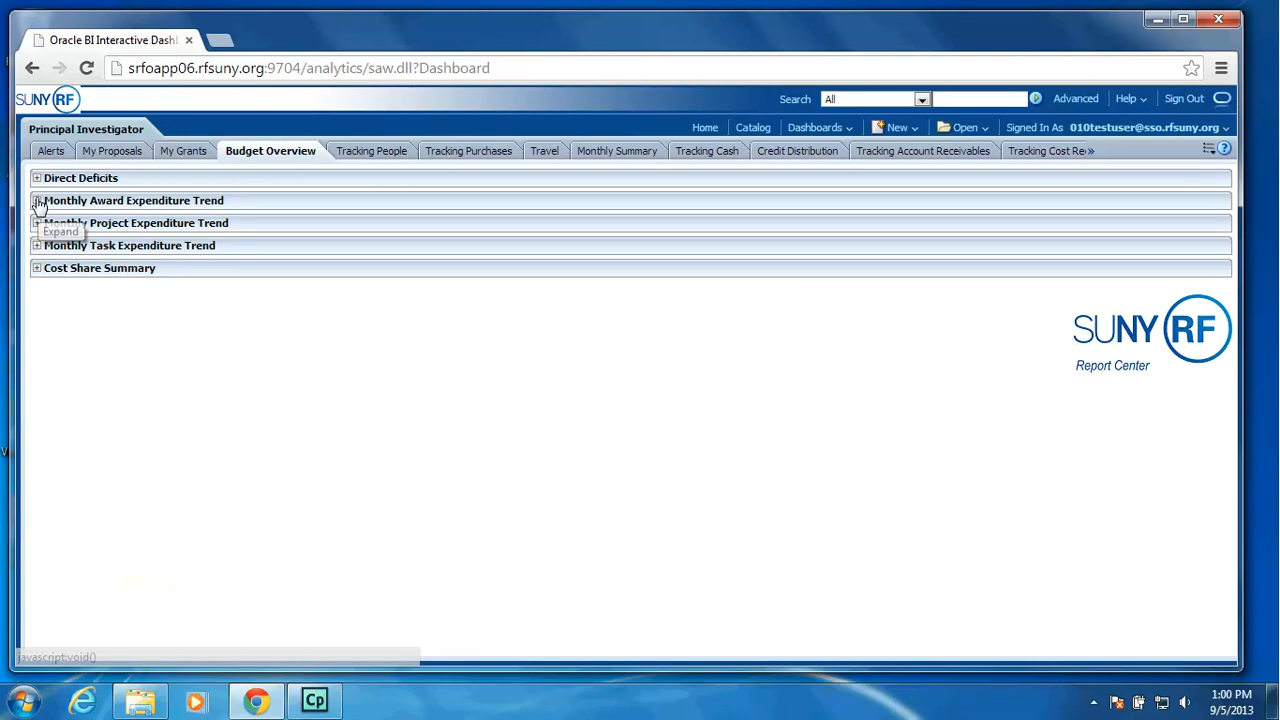 Oracle BI Interactive Dashl
srfoapp06.rfsuny.org:9704/analytics/saw.dll?Dashboard
SUNY RF Search All Advanced Help Sign Out
Principal Investigator Home Catalog Dashboards New Open Signed In As 010testuser@sso.rfsuny.org
Alerts My Proposals My Grants Budget Overview Tracking People Tracking Purchases Travel Monthly Summary Tracking Cash Credit Distribution Tracking Account Receivables Tracking Cost Re »
Direct Deficits
Monthly Award Expenditure Trend
Monthly Project Expenditure Trend
Expand
Monthly Task Expenditure Trend
Cost Share Summary
SUNY RF
Report Center
javascript:void()
Cp
1:00 PM
9/5/2013